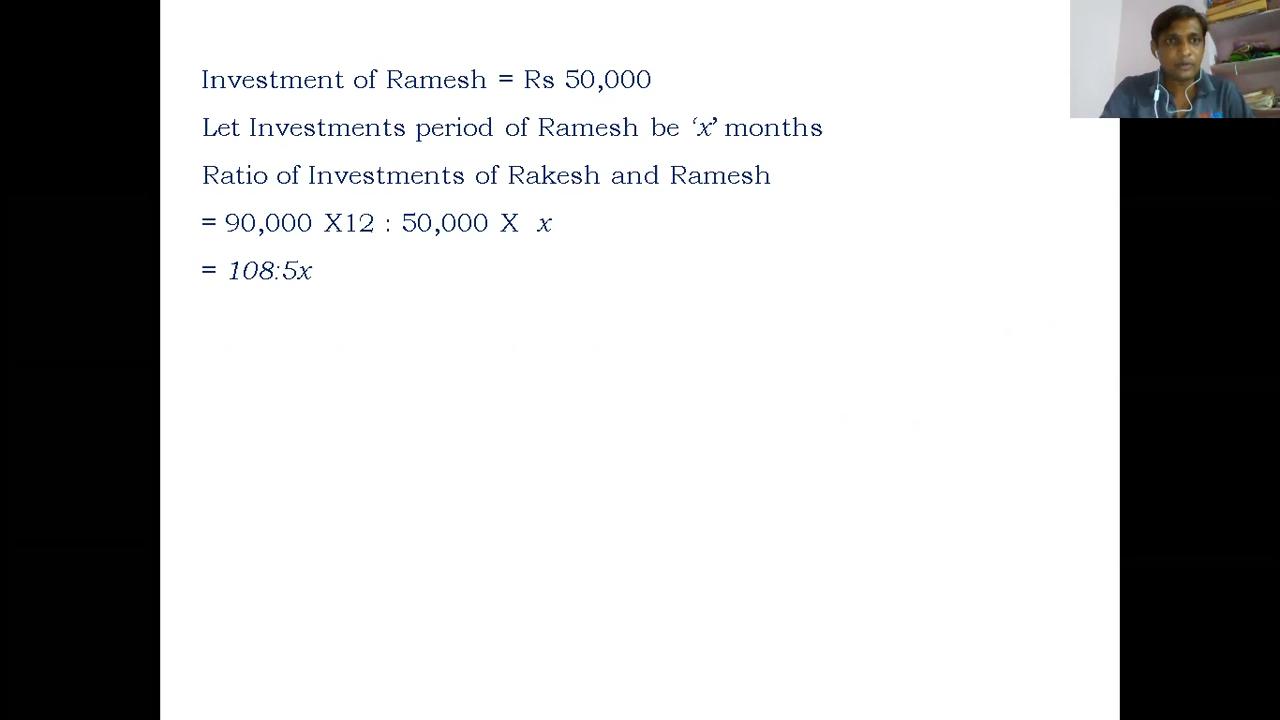 Investment of Ramesh = Rs 50,000
Let Investments period of Ramesh be ‘x’ months
Ratio of Investments of Rakesh and Ramesh
= 90,000 X12 : 50,000 X x
= 108:5x